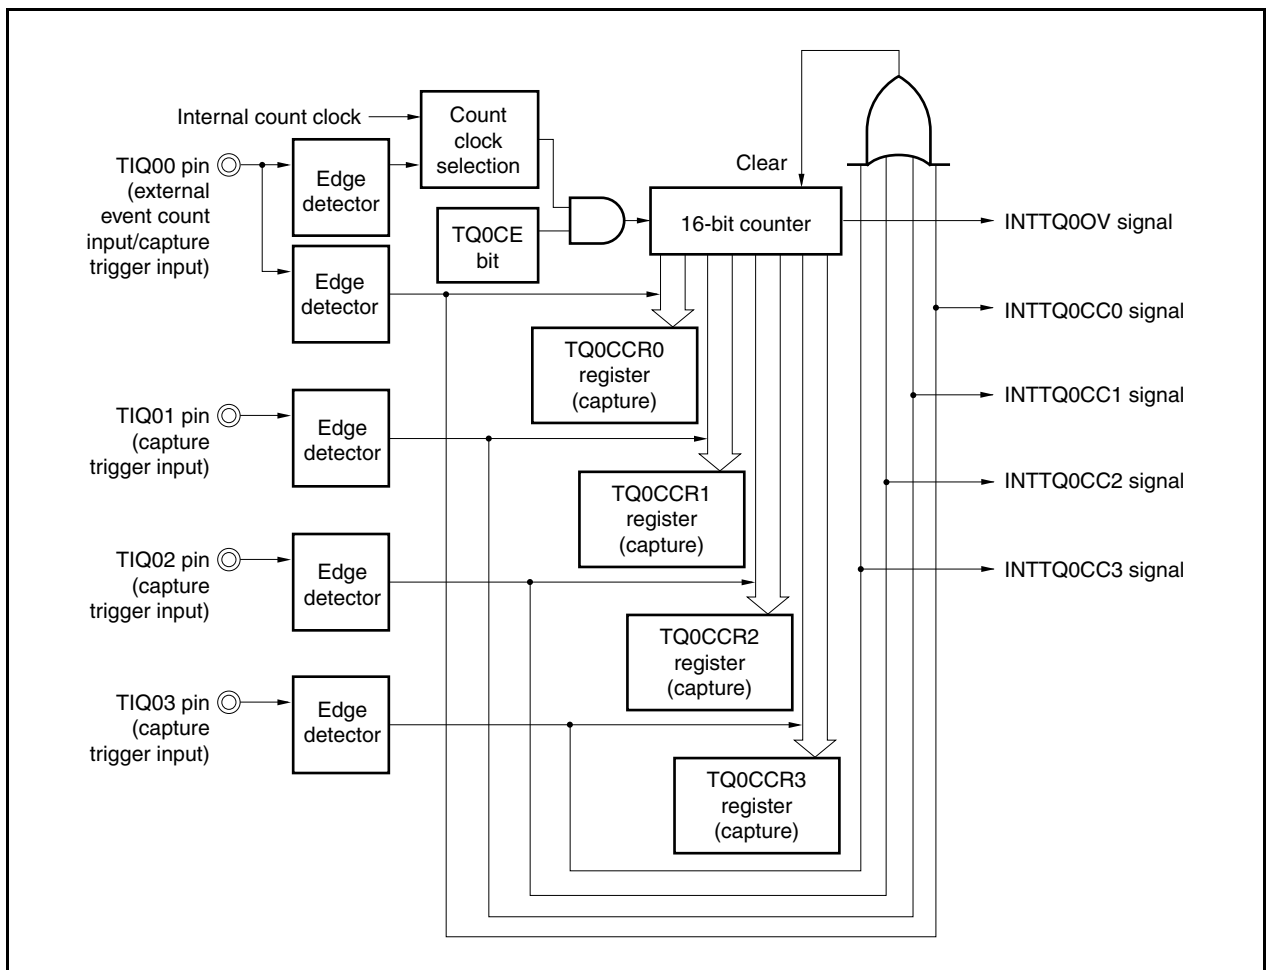 Internal count clock
Count
clock
selection
TIQ00 pin
(external
event count
input/capture
trigger input)
Edge
detector
TQ0CE
bit
Edge
detector
Clear
16-bit counter
INTTQ0OV signal
INTTQ0CC0 signal
TQ0CCR0
register
(capture)
INTTQ0CC1 signal
TIQ01 pin
(capture
trigger input)
Edge
detector
TQ0CCR1
register
(capture)
INTTQ0CC2 signal
TIQ02 pin
(capture
trigger input)
Edge
detector
INTTQ0CC3 signal
TQ0CCR2
register
(capture)
TIQ03 pin
(capture
trigger input)
Edge
detector
TQ0CCR3
register
(capture)